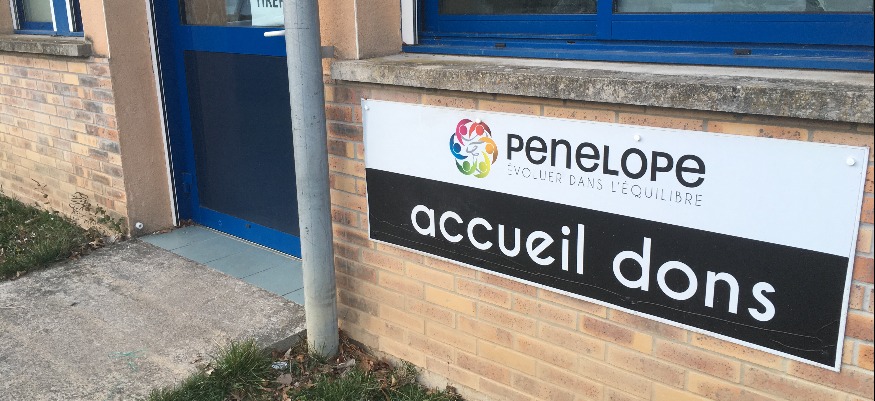 PENELOPE
ÉVOLUER DANS L'ÉQUILIBRE
accueil dons